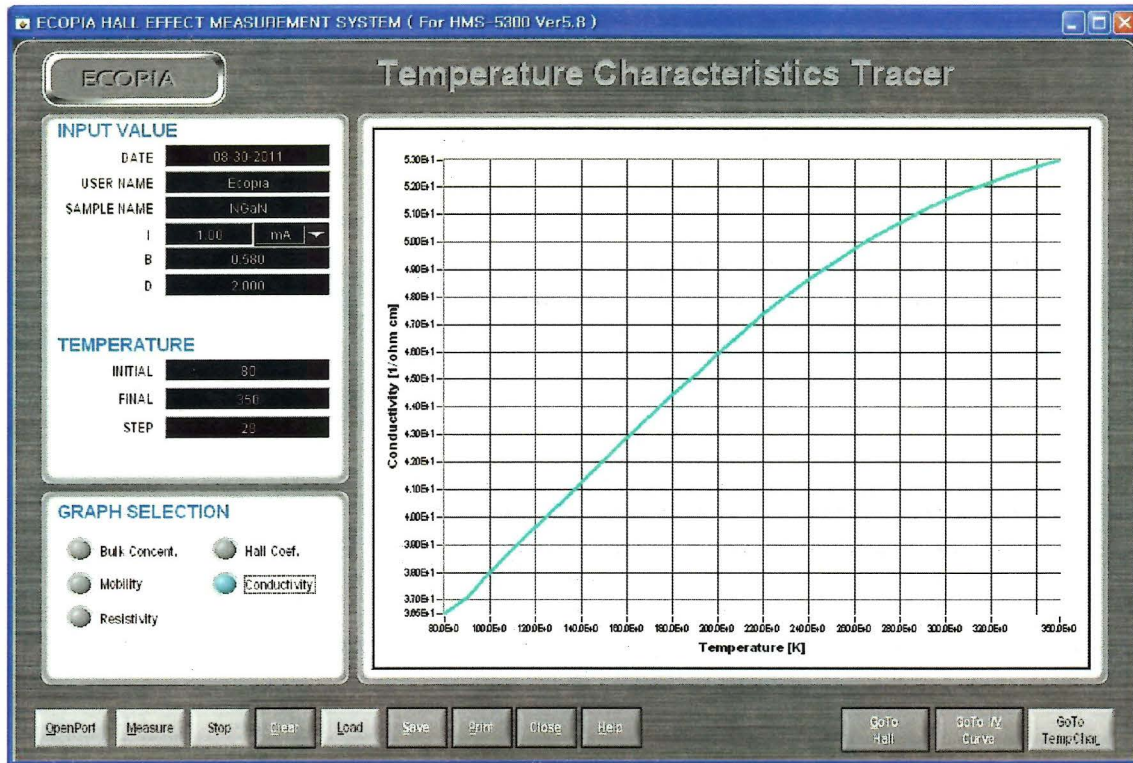 ECOPIA HALL EFFECT MEASUREMENT SYSTEM ( For HMS-5300 Ver5.8 )
ECOPIA
Temperature Characteristics Tracer
INPUT VALUE
DATE 08-30-2011
USER NAME Ecopia
SAMPLE NAME NGaN
I 1.00 mA
B 0.580
D 2.000
TEMPERATURE
INITIAL 80
FINAL 350
STEP 20
GRAPH SELECTION
Bulk Concent. Hall Coef.
Mobility Conductivity
Resistivity
Conductivity [1/ohm cm]
5.30E+1
5.20E+1
5.10E+1
5.00E+1
4.90E+1
4.80E+1
4.70E+1
4.60E+1
4.50E+1
4.40E+1
4.30E+1
4.20E+1
4.10E+1
4.00E+1
3.90E+1
3.80E+1
3.70E+1
3.65E+1
80.0E+0 100.0E+0 120.0E+0 140.0E+0 160.0E+0 180.0E+0 200.0E+0 220.0E+0 240.0E+0 260.0E+0 280.0E+0 300.0E+0 320.0E+0 350.0E+0
Temperature [K]
OpenPort Measure Stop Clear Load Save Print Close Help
GoTo Hall
GoTo I/V Curve
GoTo TempChar.